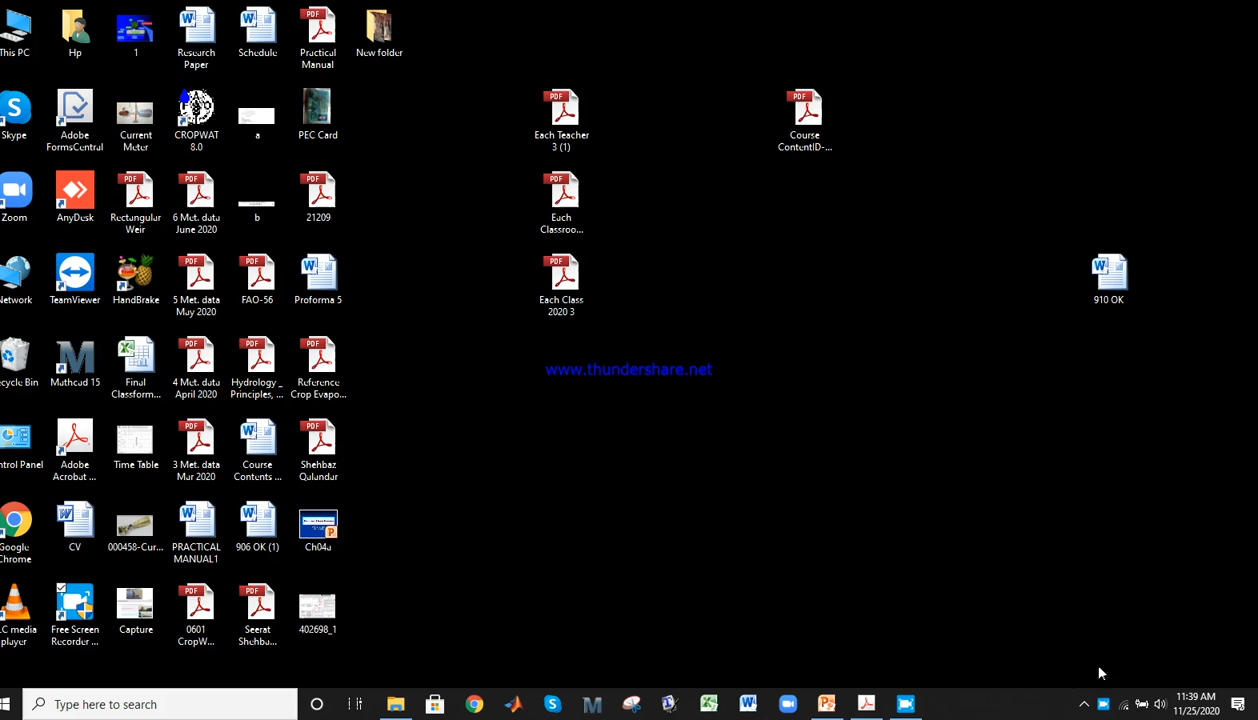 This PC
Hp
1
Research
Paper
Schedule
Practical
Manual
New folder
Skype
Adobe
FormsCentral
Current
Meter
CROPWAT
8.0
a
PEC Card
Each Teacher
3 (1)
Course
ContentID-...
Zoom
AnyDesk
Rectangular
Weir
6 Met. data
June 2020
b
21209
Each
Classroo...
Network
TeamViewer
HandBrake
5 Met. data
May 2020
FAO-56
Proforma 5
Each Class
2020 3
910 OK
www.thundershare.net
ecycle Bin
Mathcad 15
Final
Classform...
4 Met. data
April 2020
Hydrology _
Principles, ...
Reference
Crop Evapo...
ntrol Panel
Adobe
Acrobat ...
Time Table
3 Met. data
Mar 2020
Course
Contents ...
Shehbaz
Qalandar
Google
Chrome
CV
000458-Cur...
PRACTICAL
MANUAL1
906 OK (1)
Ch04a
LC media
player
Free Screen
Recorder ...
Capture
0601
CropW...
Seerat
Shehba...
402698_1
Type here to search
11:39 AM
11/25/2020